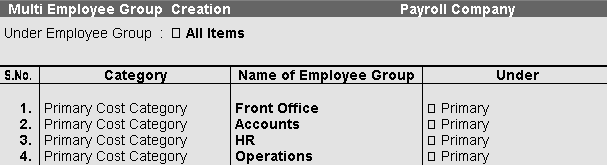 Multi Employee Group Creation Payroll Company
Under Employee Group : ▯ All Items
S.No. Category Name of Employee Group Under
1. Primary Cost Category Front Office ▯ Primary
2. Primary Cost Category Accounts ▯ Primary
3. Primary Cost Category HR ▯ Primary
4. Primary Cost Category Operations ▯ Primary